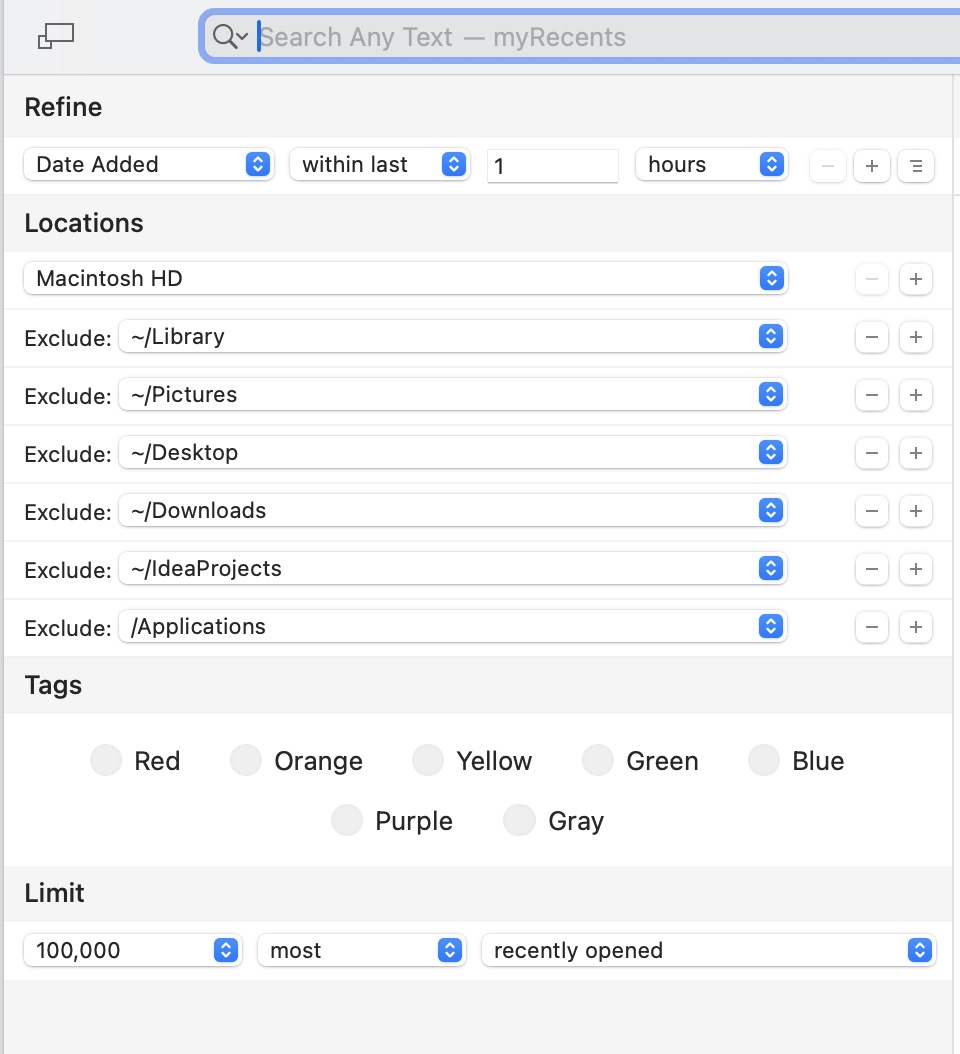 Search Any Text — myRecents
Refine
Date Added within last 1 hours
Locations
Macintosh HD
Exclude: ~/Library
Exclude: ~/Pictures
Exclude: ~/Desktop
Exclude: ~/Downloads
Exclude: ~/IdeaProjects
Exclude: /Applications
Tags
Red Orange Yellow Green Blue
Purple Gray
Limit
100,000 most recently opened